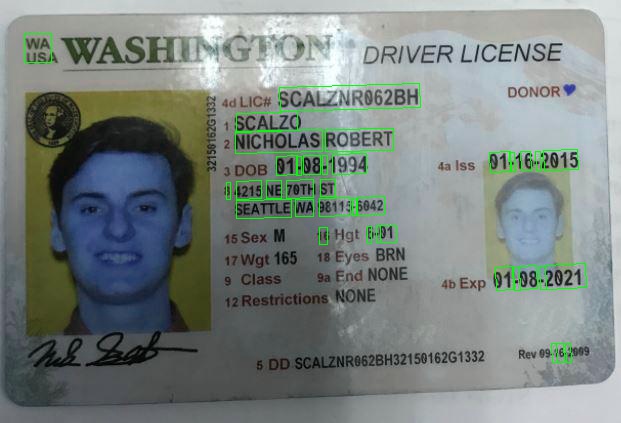 WA USA WASHINGTON DRIVER LICENSE
4d LIC# SCALZNR062BH DONOR
1 SCALZO
2 NICHOLAS ROBERT
3 DOB 01-08-1994 4a Iss 01-16-2015
8 4215 NE 70TH ST
SEATTLE WA 98115-6042
15 Sex M 16 Hgt 6-01
17 Wgt 165 18 Eyes BRN
9 Class 9a End NONE
4b Exp 01-08-2021
12 Restrictions NONE
32150162G1332
5 DD SCALZNR062BH32150162G1332 Rev 09-16-2009